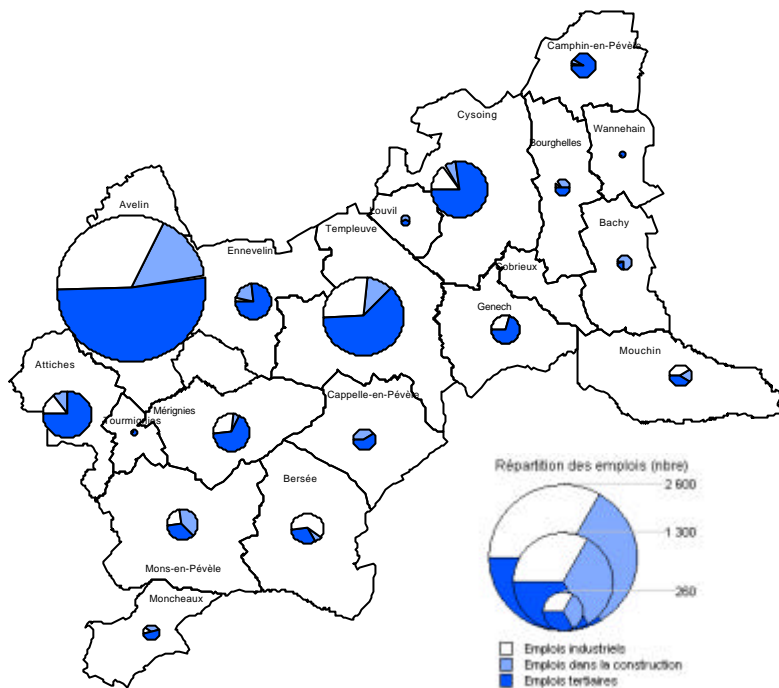 Camphin-en-Pévèle
Cysoing
Wannehain
Bourghelles
Avelin
Louvil
Templeuve
Bachy
Ennevelin
Cobrieux
Genech
Mouchin
Attiches
Cappelle-en-Pévèle
Mérignies
Tourmignies
Bersée
Mons-en-Pévèle
Moncheaux
Répartition des emplois (nbre)
2 600
1 300
260
Emplois industriels
Emplois dans la construction
Emplois tertiaires